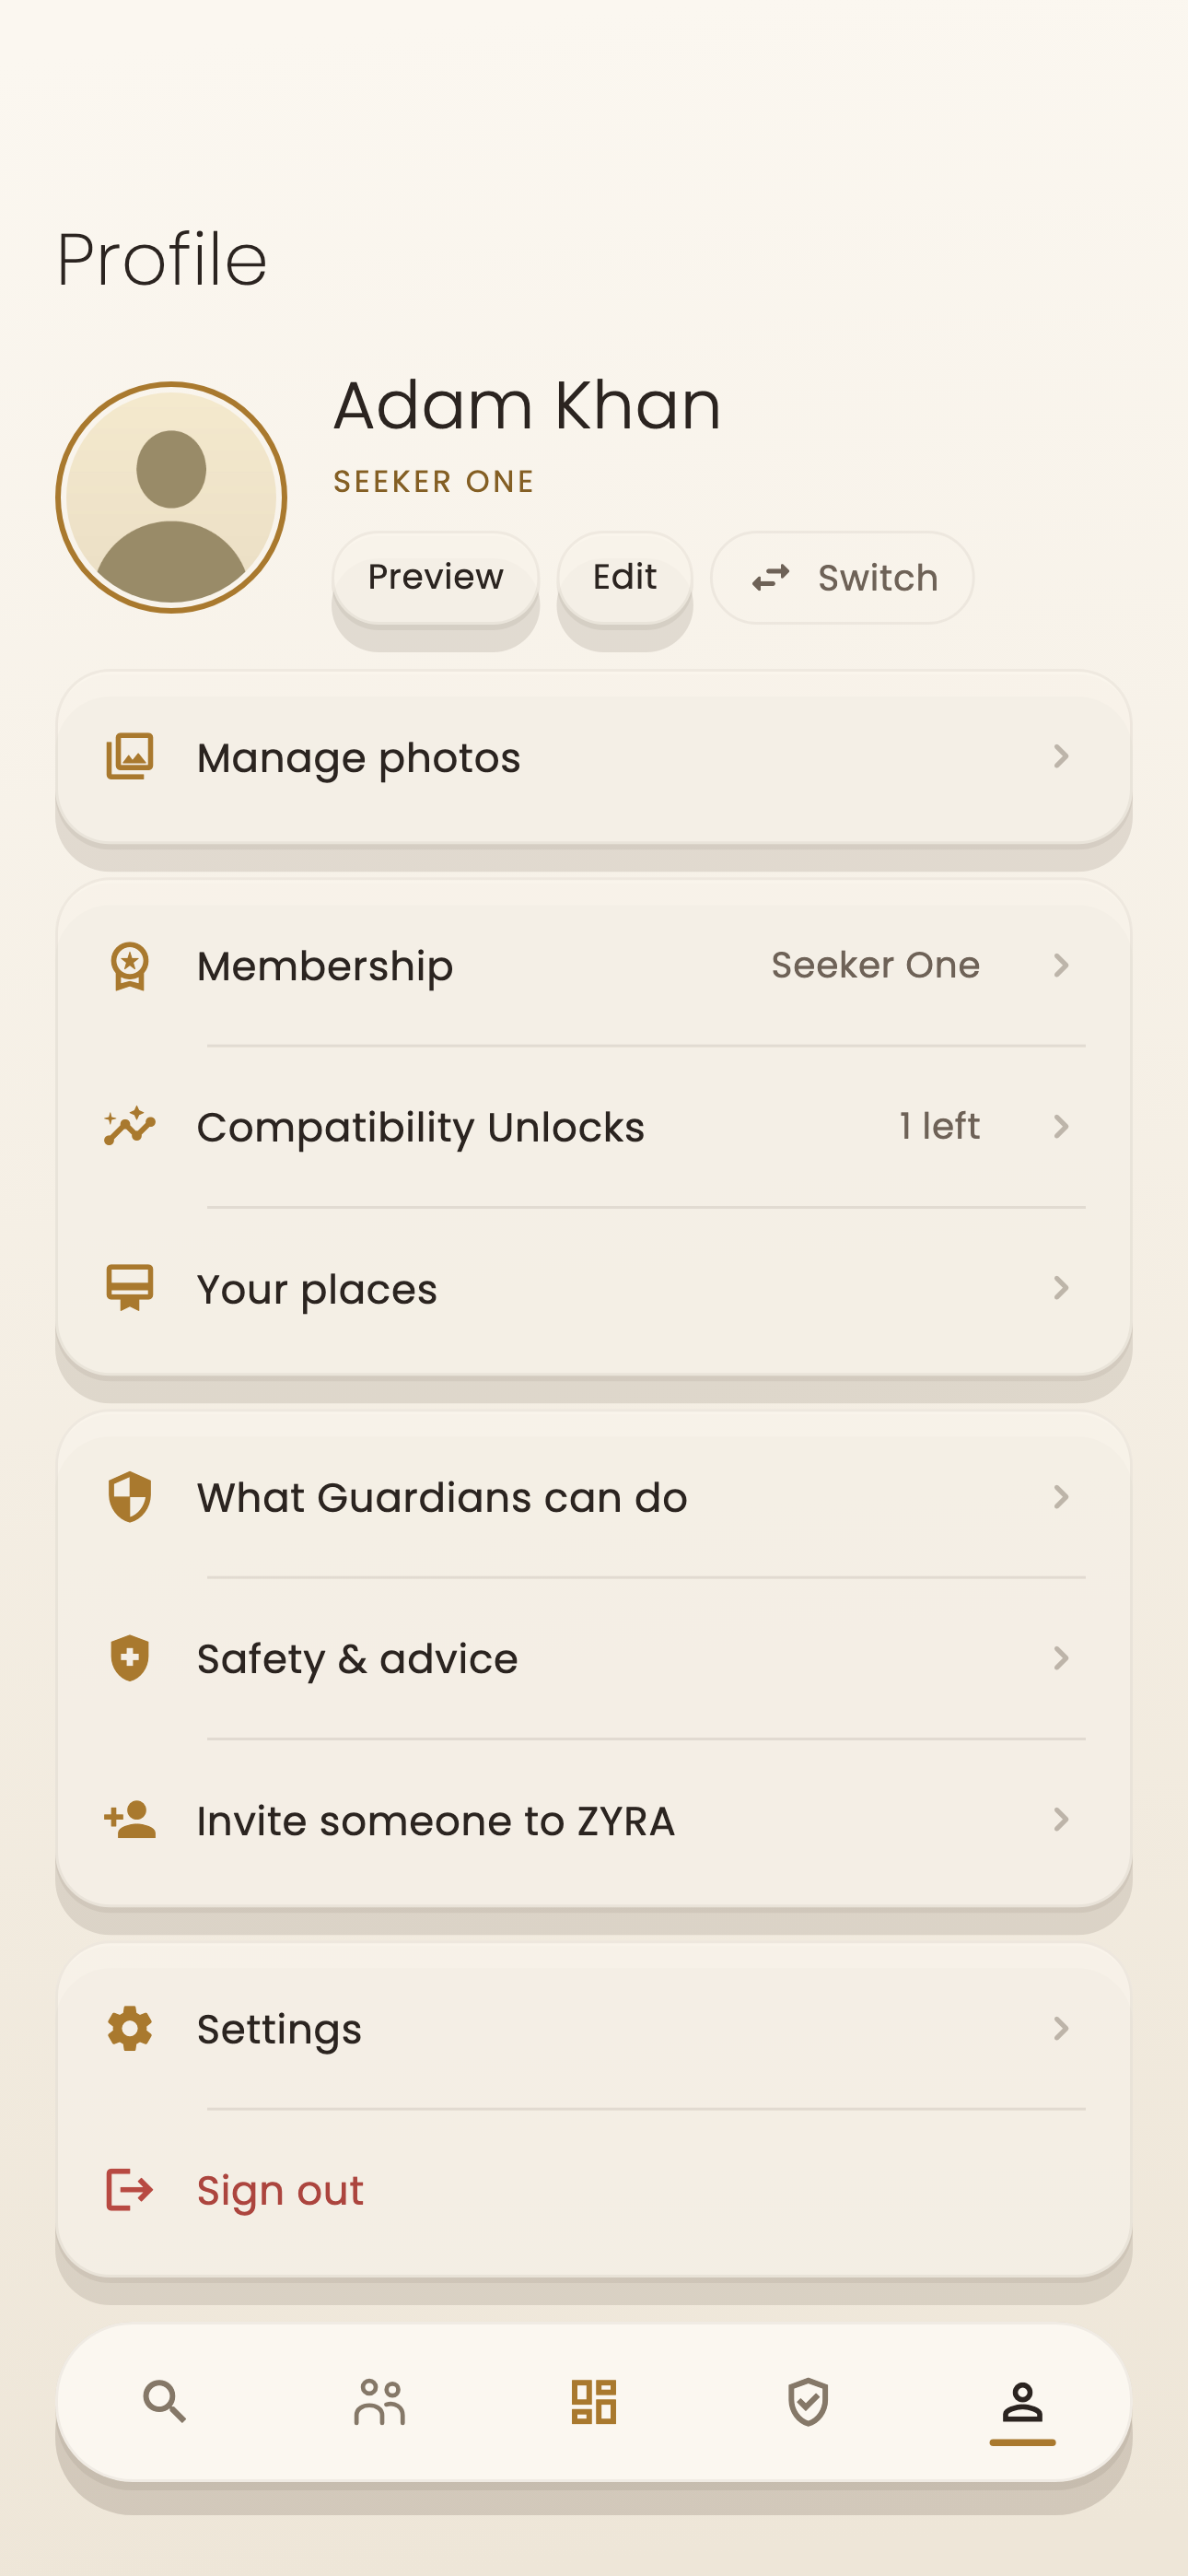 Profile
Adam Khan
SEEKER ONE
Preview
Edit
Switch
Manage photos
Membership
Seeker One
Compatibility Unlocks
1 left
Your places
What Guardians can do
Safety & advice
Invite someone to ZYRA
Settings
Sign out